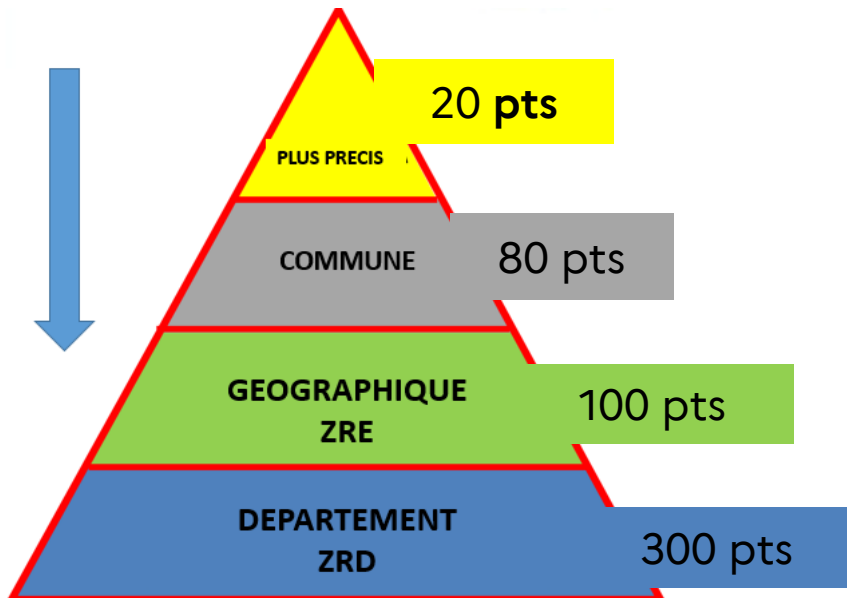 20 pts
PLUS PRECIS
COMMUNE
80 pts
GEOGRAPHIQUE
ZRE
100 pts
DEPARTEMENT
ZRD
300 pts